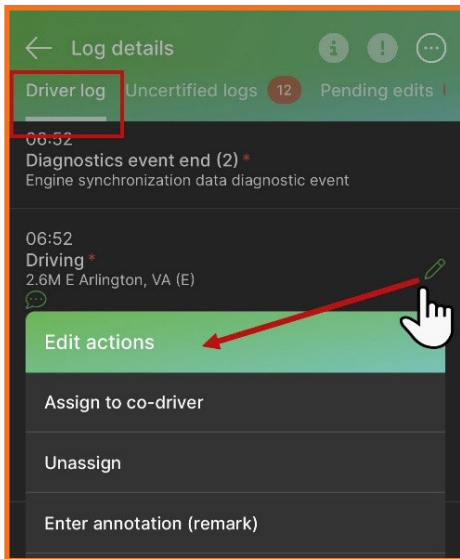 Log details
Driver log Uncertified logs 12 Pending edits
06:52
Diagnostics event end (2) *
Engine synchronization data diagnostic event
06:52
Driving *
2.6M E Arlington, VA (E)
Edit actions
Assign to co-driver
Unassign
Enter annotation (remark)